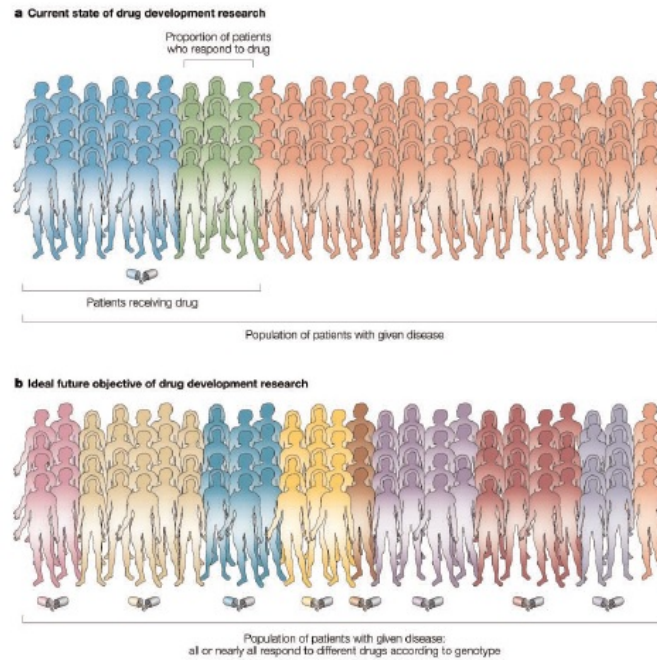 a Current state of drug development research
Proportion of patients
who respond to drug
Patients receiving drug
Population of patients with given disease
b Ideal future objective of drug development research
Population of patients with given disease:
all or nearly all respond to different drugs according to genotype